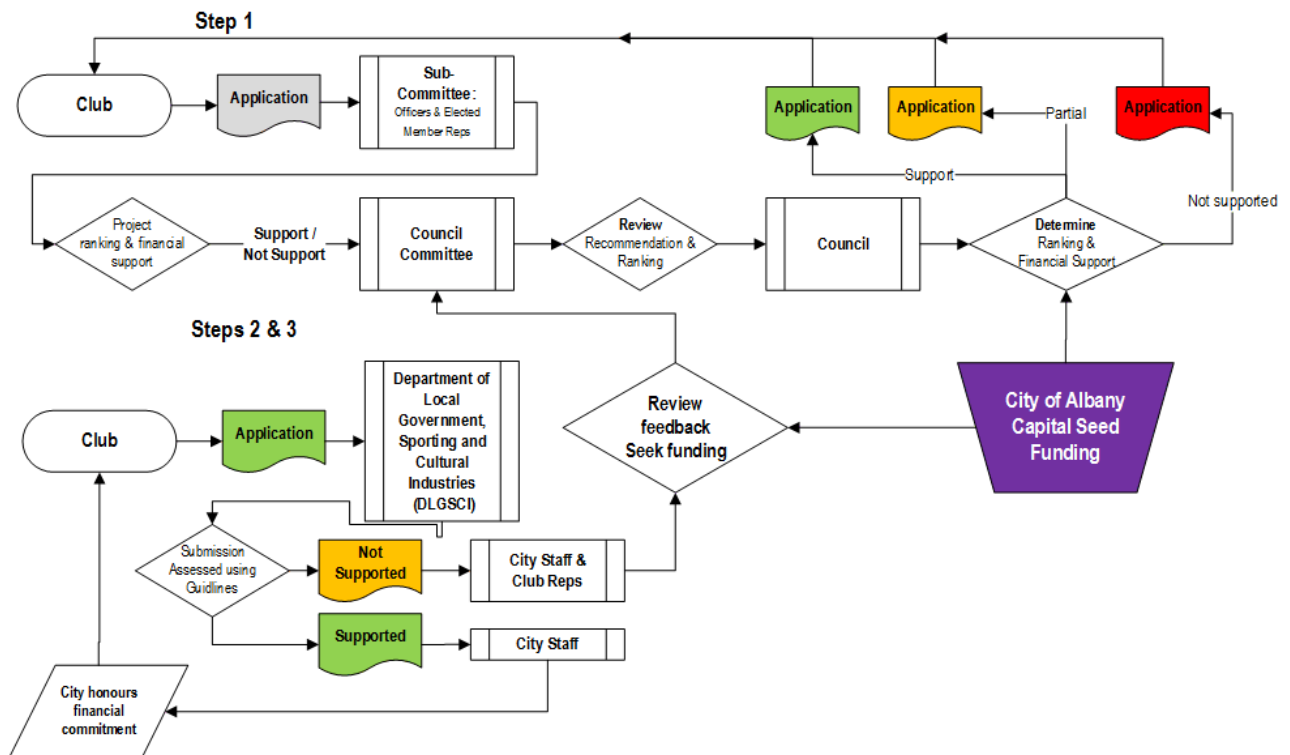 Step 1
Club
Application
Sub-
Committee:
Officers & Elected
Member Reps
Application
Application
Application
Partial
Support
Not supported
Project
ranking & financial
support
Support /
Not Support
Council
Committee
Review
Recommendation &
Ranking
Council
Determine
Ranking &
Financial Support
Steps 2 & 3
Club
Application
Department of
Local
Government,
Sporting and
Cultural
Industries
(DLGSCI)
Review
feedback
Seek funding
City of Albany
Capital Seed
Funding
Submission
Assessed using
Guidlines
Not
Supported
City Staff &
Club Reps
Supported
City Staff
City honours
financial
commitment